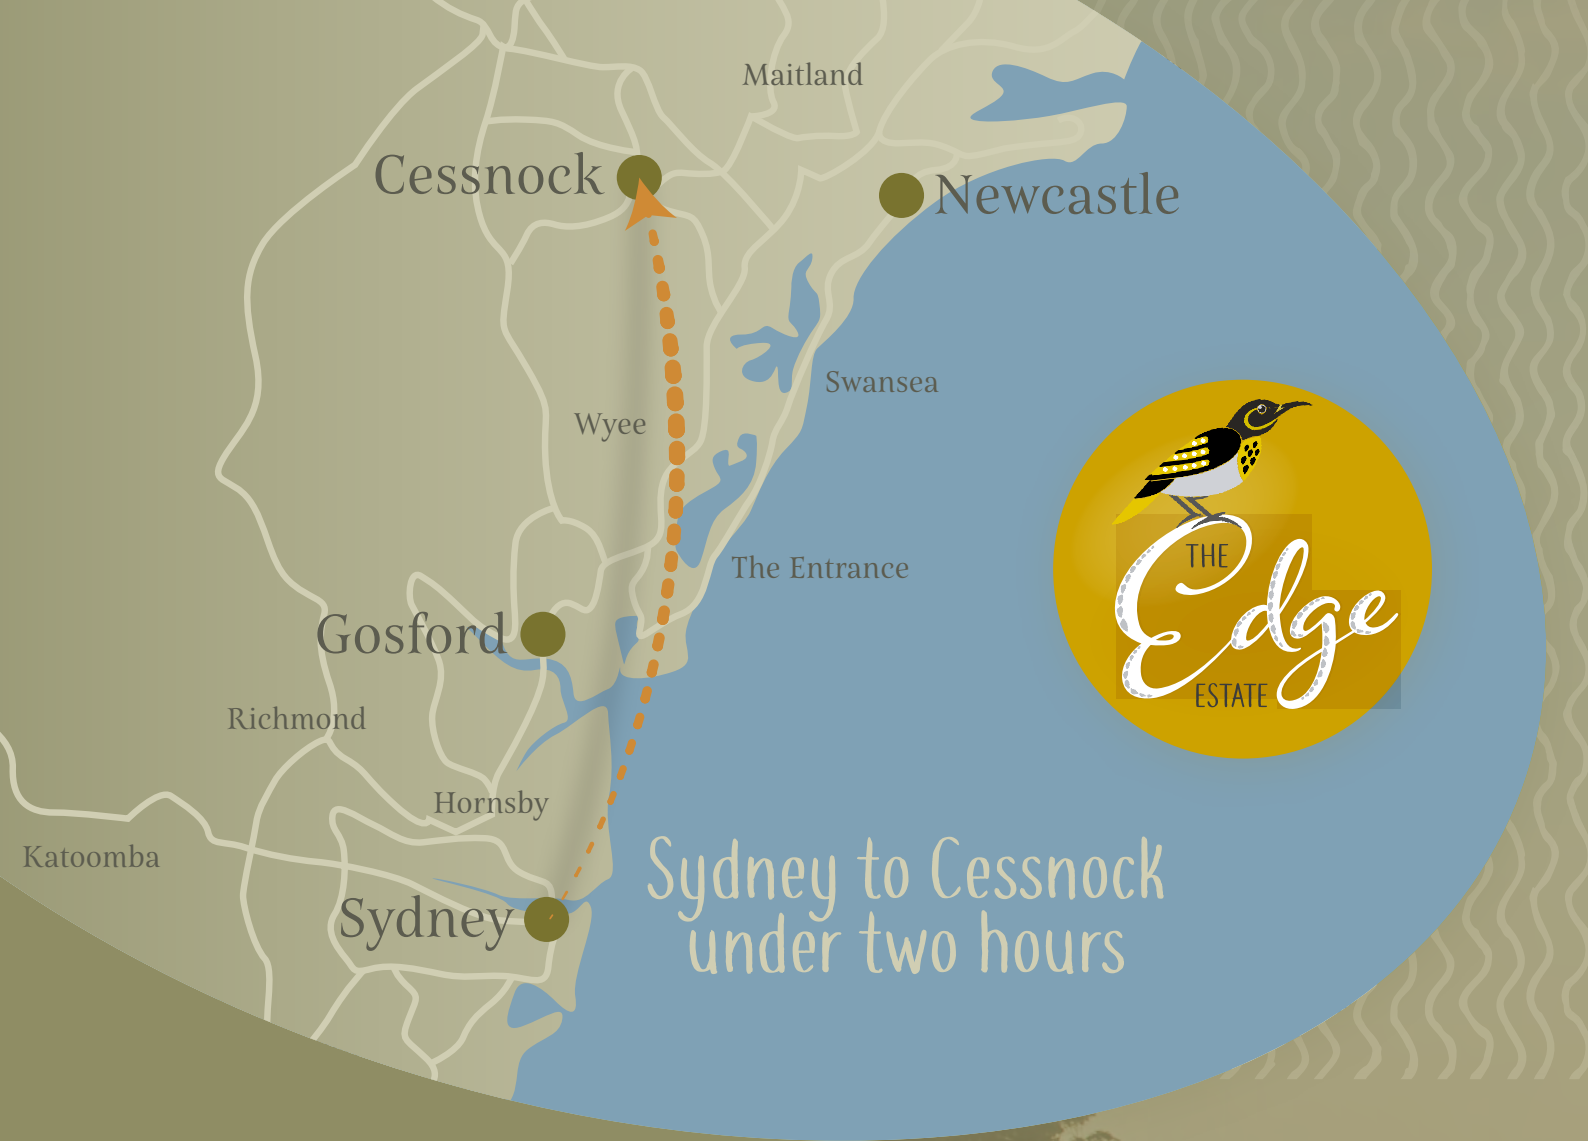 Maitland
Cessnock
Newcastle
Swansea
Wyee
The Entrance
THE
Edge
ESTATE
Gosford
Richmond
Hornsby
Katoomba
Sydney
Sydney to Cessnock
under two hours